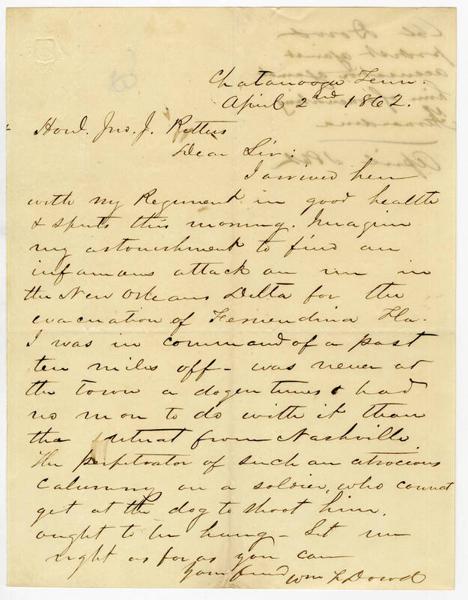 Chatanooga Tenn.
April 2nd 1862.
Honl. Jno. J. Pettus
Dear Sir:
I arrived here
with my Regiment in good health
& spirits this morning. Imagine
my astonishment to find an
infamous attack on me in
the New Orleans Delta for the
evacuation of Fernendina Fla.
I was in command of a post
ten miles off - was never at
the town a dozen times & had
no more to do with it than
the retreat from Nashville
The perpetrator of such an atrocious
calumny on a soldier, who cannot
get at the dog to shoot him,
ought to be hung - Set me
right as far as you can
Your friend Wm F Dowd